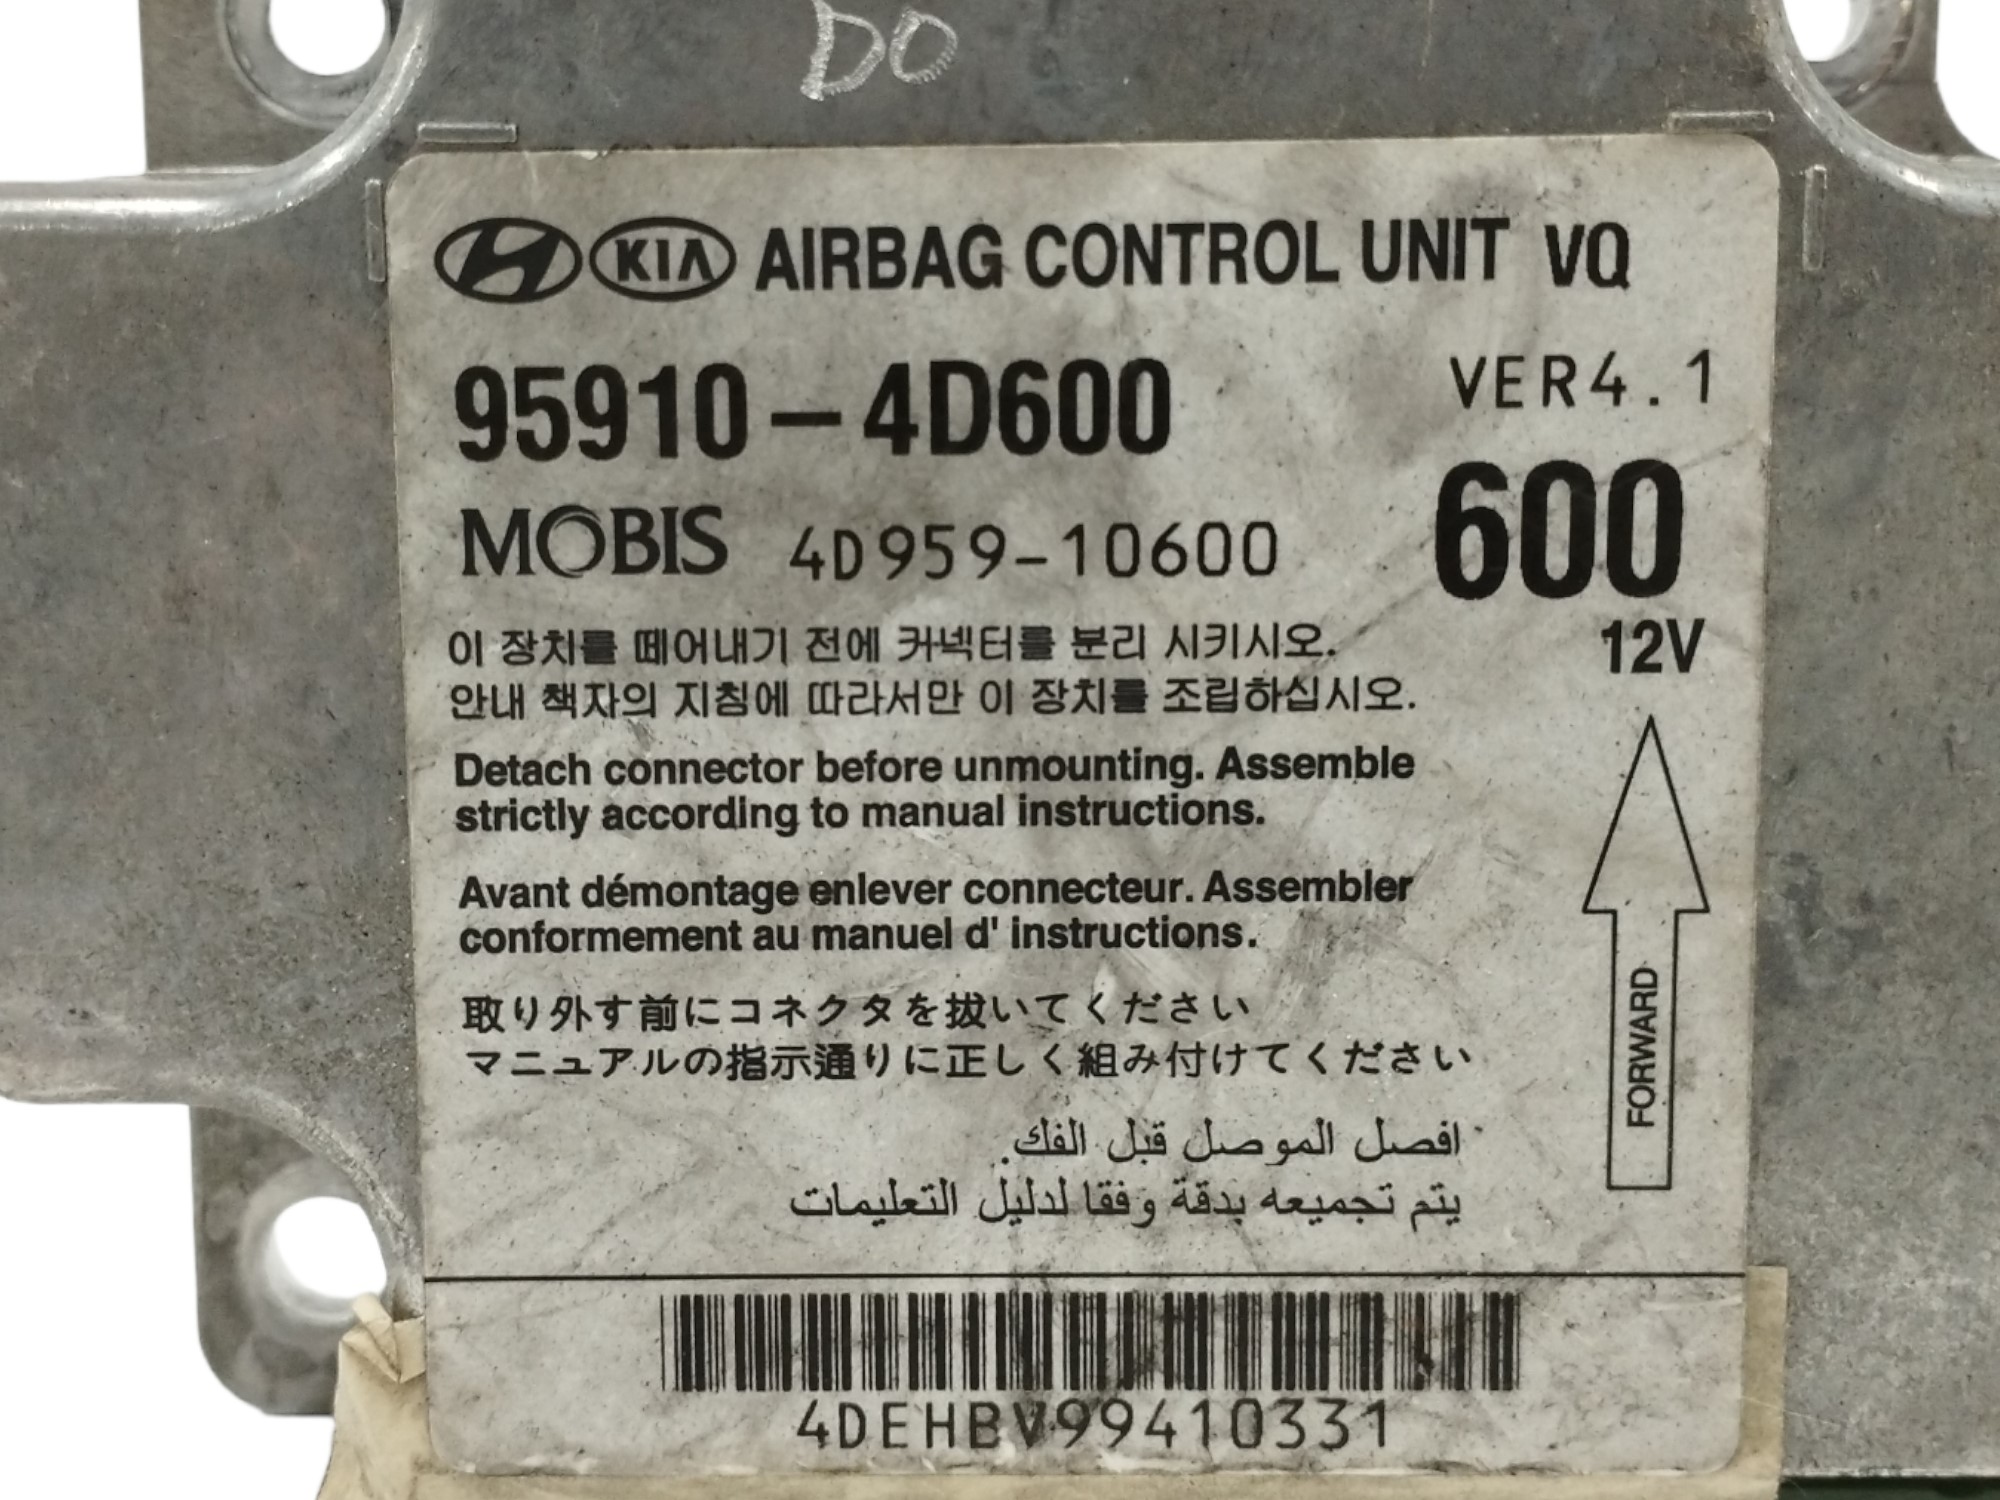 DO
KIA AIRBAG CONTROL UNIT VQ
95910-4D600
VER4.1
MOBIS 4D959-10600
600
12V
이 장치를 떼어내기 전에 커넥터를 분리 시키시오.
안내 책자의 지침에 따라서만 이 장치를 조립하십시오.
Detach connector before unmounting. Assemble
strictly according to manual instructions.
Avant démontage enlever connecteur. Assembler
conformement au manuel d' instructions.
取り外す前にコネクタを抜いてください
マニュアルの指示通りに正しく組み付けてください
افصل الموصل قبل الفك.
يتم تجميعه بدقة وفقا لدليل التعليمات
FORWARD
4DEHBV99410331